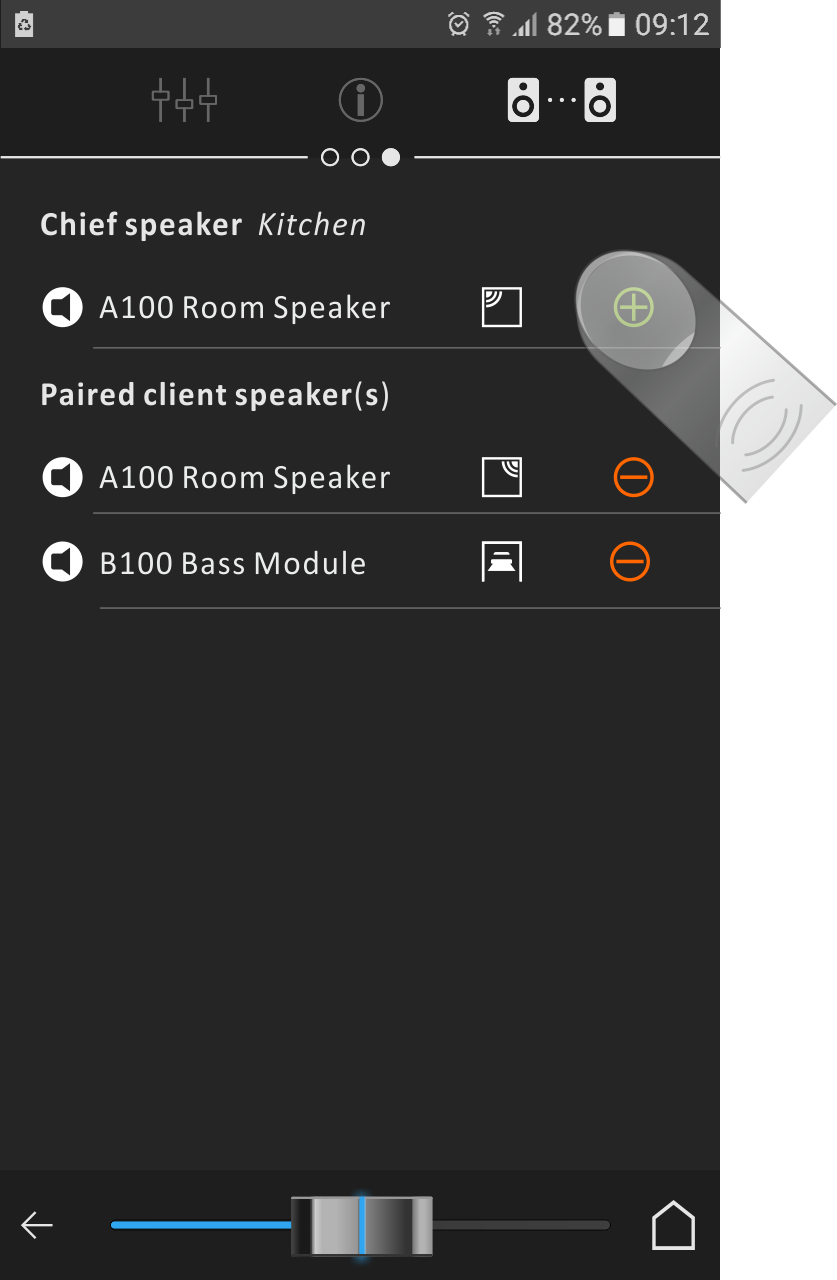 82% 09:12
Chief speaker Kitchen
A100 Room Speaker
Paired client speaker(s)
A100 Room Speaker
B100 Bass Module